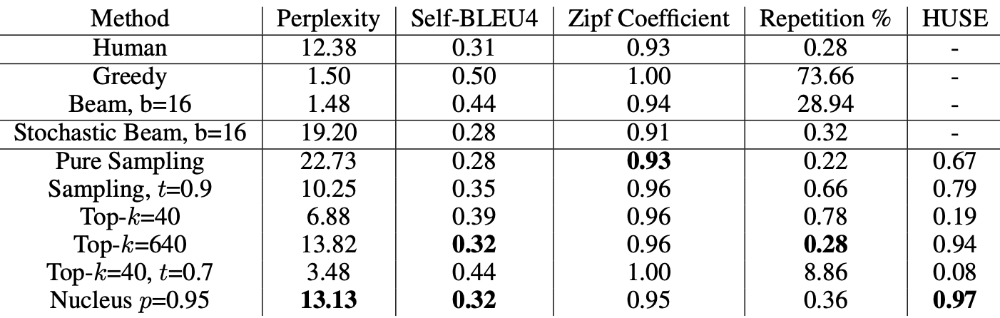 Method Perplexity Self-BLEU4 Zipf Coefficient Repetition % HUSE
Human 12.38 0.31 0.93 0.28 -
Greedy 1.50 0.50 1.00 73.66 -
Beam, b=16 1.48 0.44 0.94 28.94 -
Stochastic Beam, b=16 19.20 0.28 0.91 0.32 -
Pure Sampling 22.73 0.28 0.93 0.22 0.67
Sampling, t=0.9 10.25 0.35 0.96 0.66 0.79
Top-k=40 6.88 0.39 0.96 0.78 0.19
Top-k=640 13.82 0.32 0.96 0.28 0.94
Top-k=40, t=0.7 3.48 0.44 1.00 8.86 0.08
Nucleus p=0.95 13.13 0.32 0.95 0.36 0.97